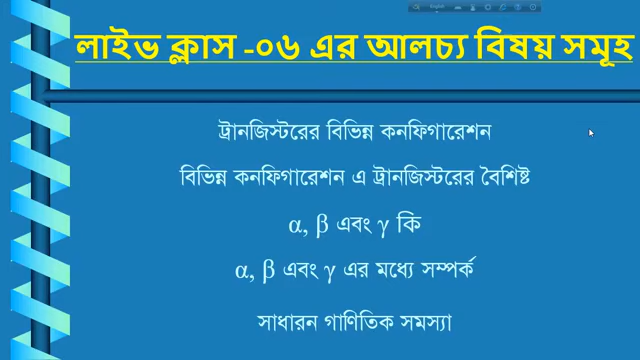 লাইভ ক্লাস -০৬ এর আলচ্য বিষয় সমূহ
ট্রানজিস্টরের বিভিন্ন কনফিগারেশন
বিভিন্ন কনফিগারেশন এ ট্রানজিস্টরের বৈশিষ্ট
α, β এবং γ কি
α, β এবং γ এর মধ্যে সম্পর্ক
সাধারন গাণিতিক সমস্যা